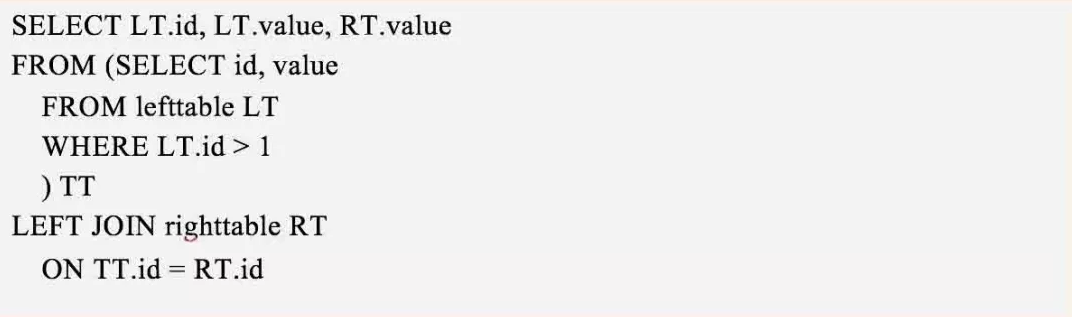 SELECT LT.id, LT.value, RT.value
FROM (SELECT id, value
FROM lefttable LT
WHERE LT.id > 1
) TT
LEFT JOIN righttable RT
ON TT.id = RT.id